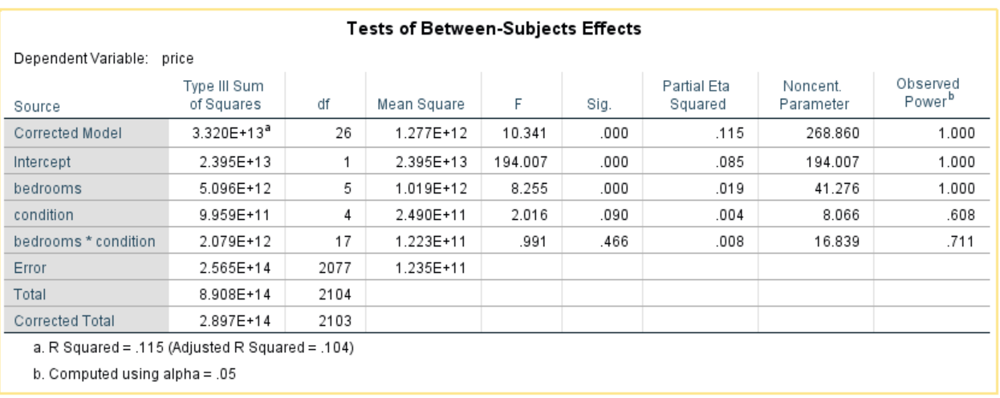 Tests of Between-Subjects Effects
Dependent Variable: price
Source Type III Sum of Squares df Mean Square F Sig. Partial Eta Squared Noncent. Parameter Observed Power b
Corrected Model 3.320E+13a 26 1.277E+12 10.341 .000 .115 268.860 1.000
Intercept 2.395E+13 1 2.395E+13 194.007 .000 .085 194.007 1.000
bedrooms 5.096E+12 5 1.019E+12 8.255 .000 .019 41.276 1.000
condition 9.959E+11 4 2.490E+11 2.016 .090 .004 8.066 .608
bedrooms * condition 2.079E+12 17 1.223E+11 .991 .466 .008 16.839 .711
Error 2.565E+14 2077 1.235E+11
Total 8.908E+14 2104
Corrected Total 2.897E+14 2103
a. R Squared = .115 (Adjusted R Squared = .104)
b. Computed using alpha = .05